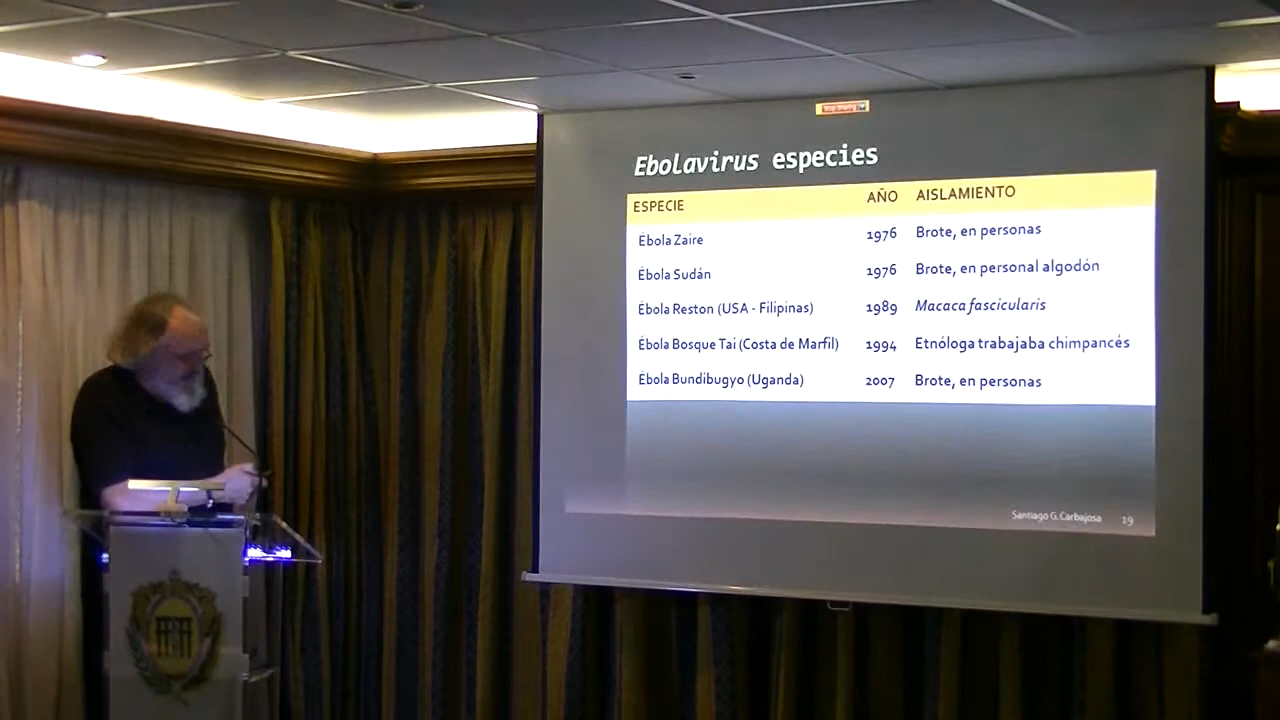 Ebolavirus especies
ESPECIE AÑO AISLAMIENTO
Ébola Zaire 1976 Brote, en personas
Ébola Sudán 1976 Brote, en personal algodón
Ébola Reston (USA - Filipinas) 1989 Macaca fascicularis
Ébola Bosque Tai (Costa de Marfil) 1994 Etnóloga trabajaba chimpancés
Ébola Bundibugyo (Uganda) 2007 Brote, en personas
Santiago G. Carbajosa 19